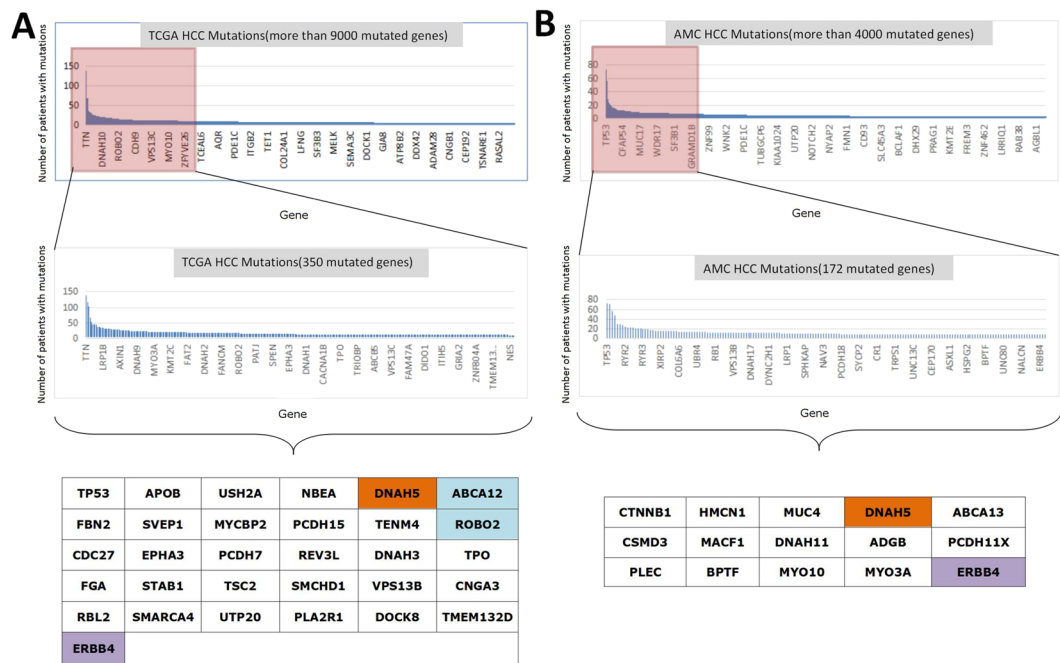 A
TCGA HCC Mutations(more than 9000 mutated genes)
Number of patients with mutations
150
100
50
0
TTN
DNAH10
ROBO2
CDH9
VPS13C
MYO10
ZFYVE26
TCEAL6
AQR
PDE1C
ITGB2
TET1
COL24A1
LFNG
SF3B3
MELK
SEMA3C
DOCK1
GIA8
ATP8B2
DDX42
ADAM28
CNGB1
CEP192
TSNARE1
RASAL2
Gene
TCGA HCC Mutations(350 mutated genes)
Number of patients with mutations
150
100
50
0
TTN
LRP1B
AXIN1
DNAH9
MYO3A
KMT2C
FAT2
DNAH2
FANCM
ROBO2
PATJ
SPEN
EPHA3
DNAH1
CACNA1B
TPO
TRIOBP
ABCB5
VPS13C
FAM47A
DIDO1
ITIH5
GRIA2
ZNF804A
TMEM13...
NES
Gene
TP53 APOB USH2A NBEA DNAH5 ABCA12
FBN2 SVEP1 MYCBP2 PCDH15 TENM4 ROBO2
CDC27 EPHA3 PCDH7 REV3L DNAH3 TPO
FGA STAB1 TSC2 SMCHD1 VPS13B CNGA3
RBL2 SMARCA4 UTP20 PLA2R1 DOCK8 TMEM132D
ERBB4
B
AMC HCC Mutations(more than 4000 mutated genes)
Number of patients with mutations
80
60
40
20
0
TP53
CFAP54
MUC17
WDR17
SF3B1
GRAMD1B
ZNF99
WNK2
PDE1C
TUBGCP6
KIAA1024
UTP20
NOTCH2
NYAP2
FMN1
CD93
SLC45A3
BCLAF1
DHX29
PRAG1
KMT2E
FREM3
ZNF462
LRRIQ1
RAB38
AGBL1
Gene
AMC HCC Mutations(172 mutated genes)
Number of patients with mutations
80
60
40
20
0
TP53
RYR2
RYR3
XIRP2
COL6A6
UBR4
RB1
VPS13B
DNAH17
DYNC2H1
LRP1
SPHKAP
NAV3
PCDH18
SYCP2
CR1
TRPS1
UNC13C
CEP170
ASXL1
HSPG2
BPTF
UNC80
NALCN
ERBB4
Gene
CTNNB1 HMCN1 MUC4 DNAH5 ABCA13
CSMD3 MACF1 DNAH11 ADGB PCDH11X
PLEC BPTF MYO10 MYO3A ERBB4